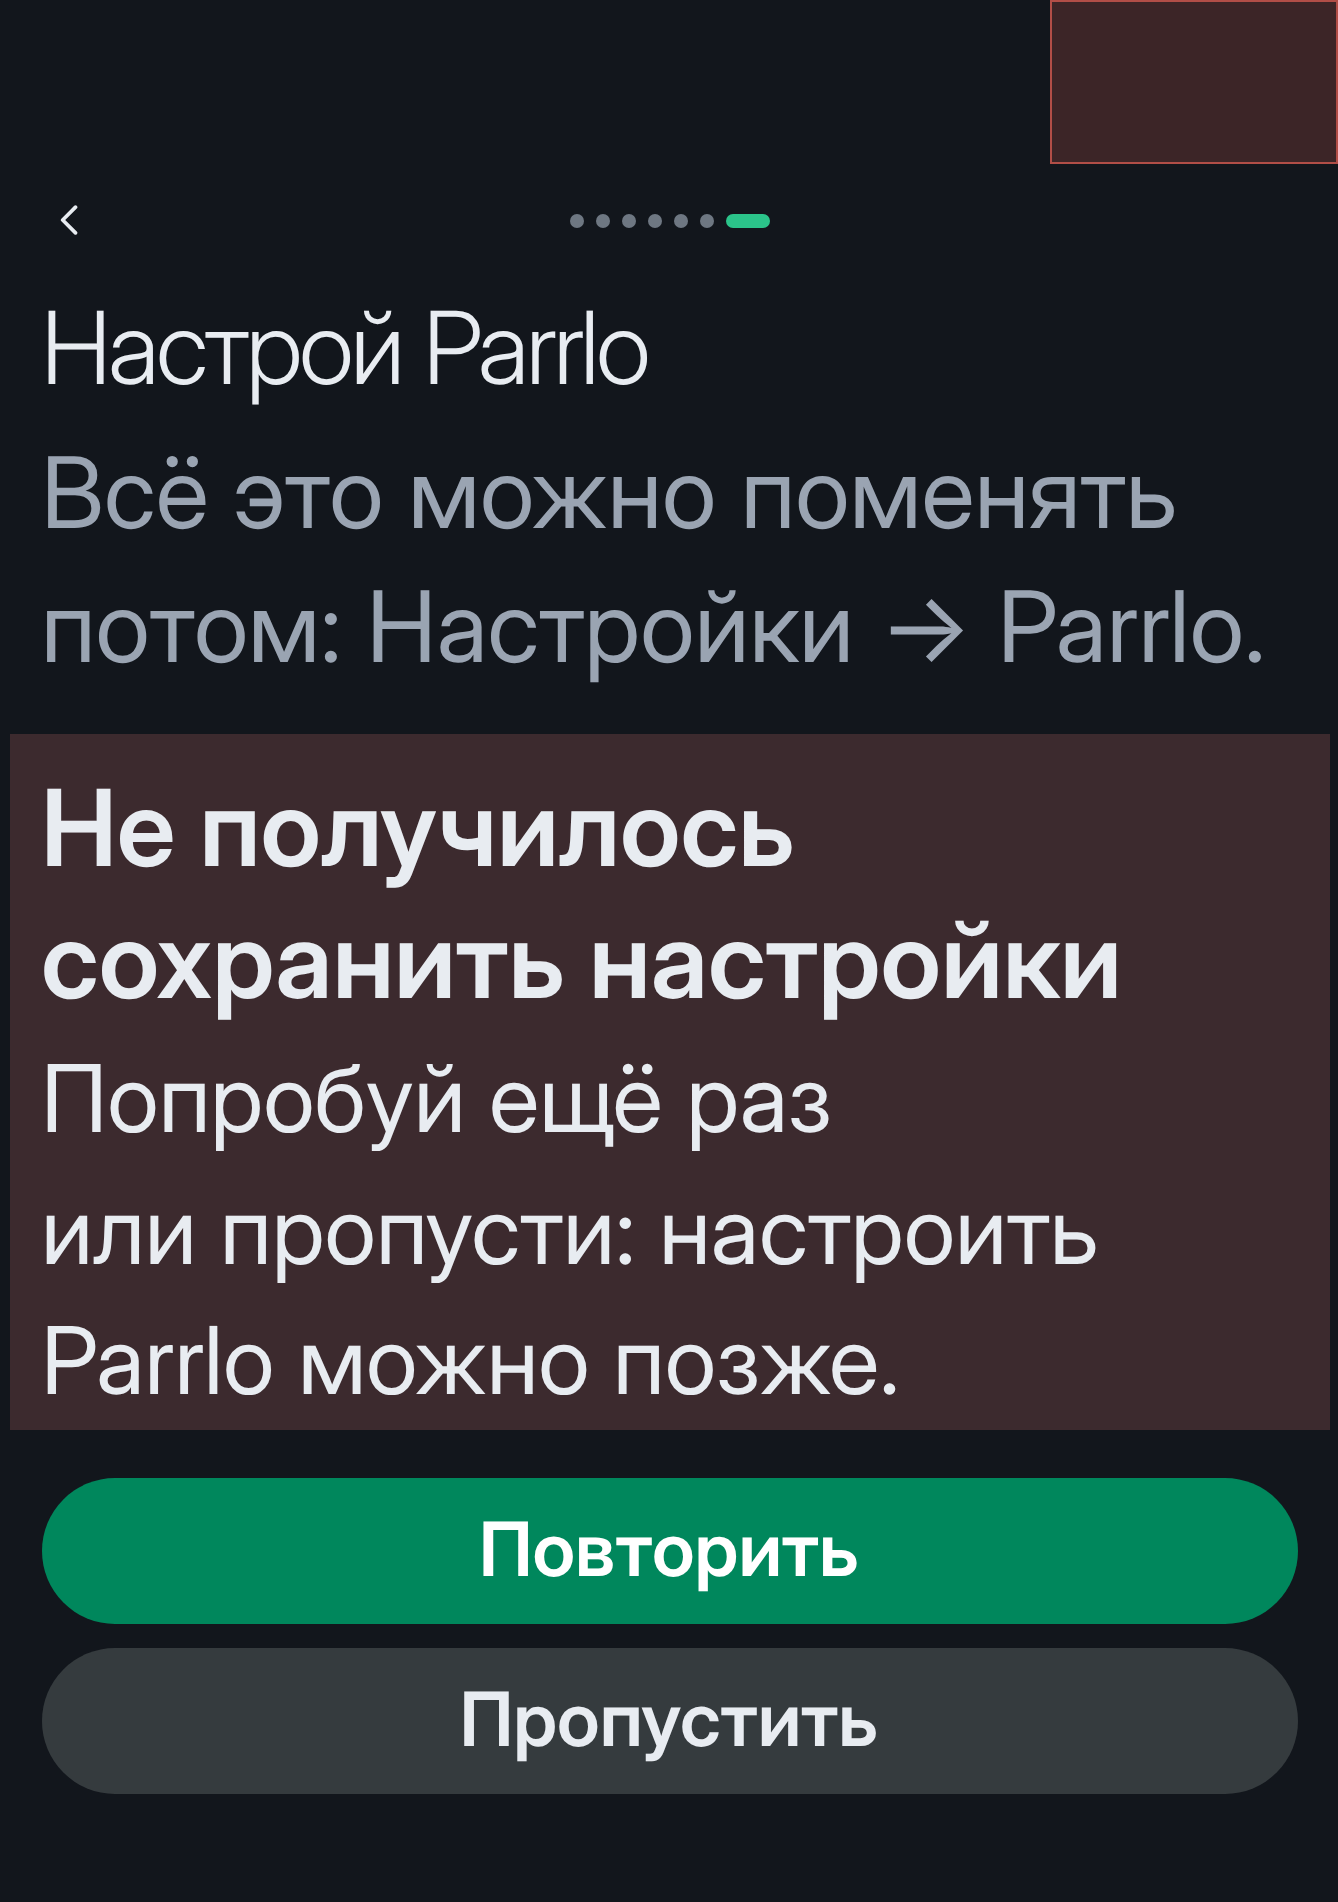 Настрой Parrlo
Всё это можно поменять
потом: Настройки → Parrlo.
Не получилось
сохранить настройки
Попробуй ещё раз
или пропусти: настроить
Parrlo можно позже.
Повторить
Пропустить